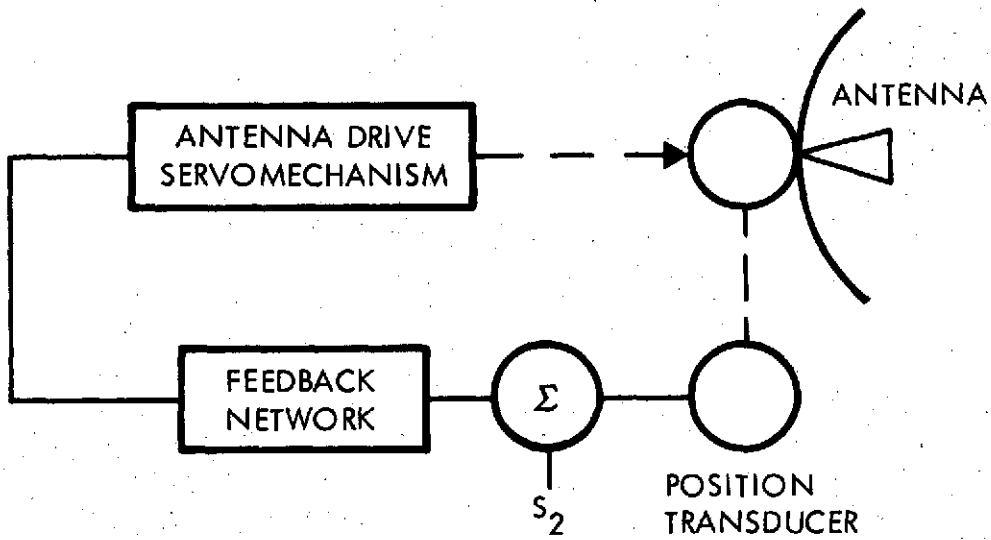 ANTENNA
ANTENNA DRIVE
SERVOMECHANISM
FEEDBACK
NETWORK
Σ
S₂
POSITION
TRANSDUCER